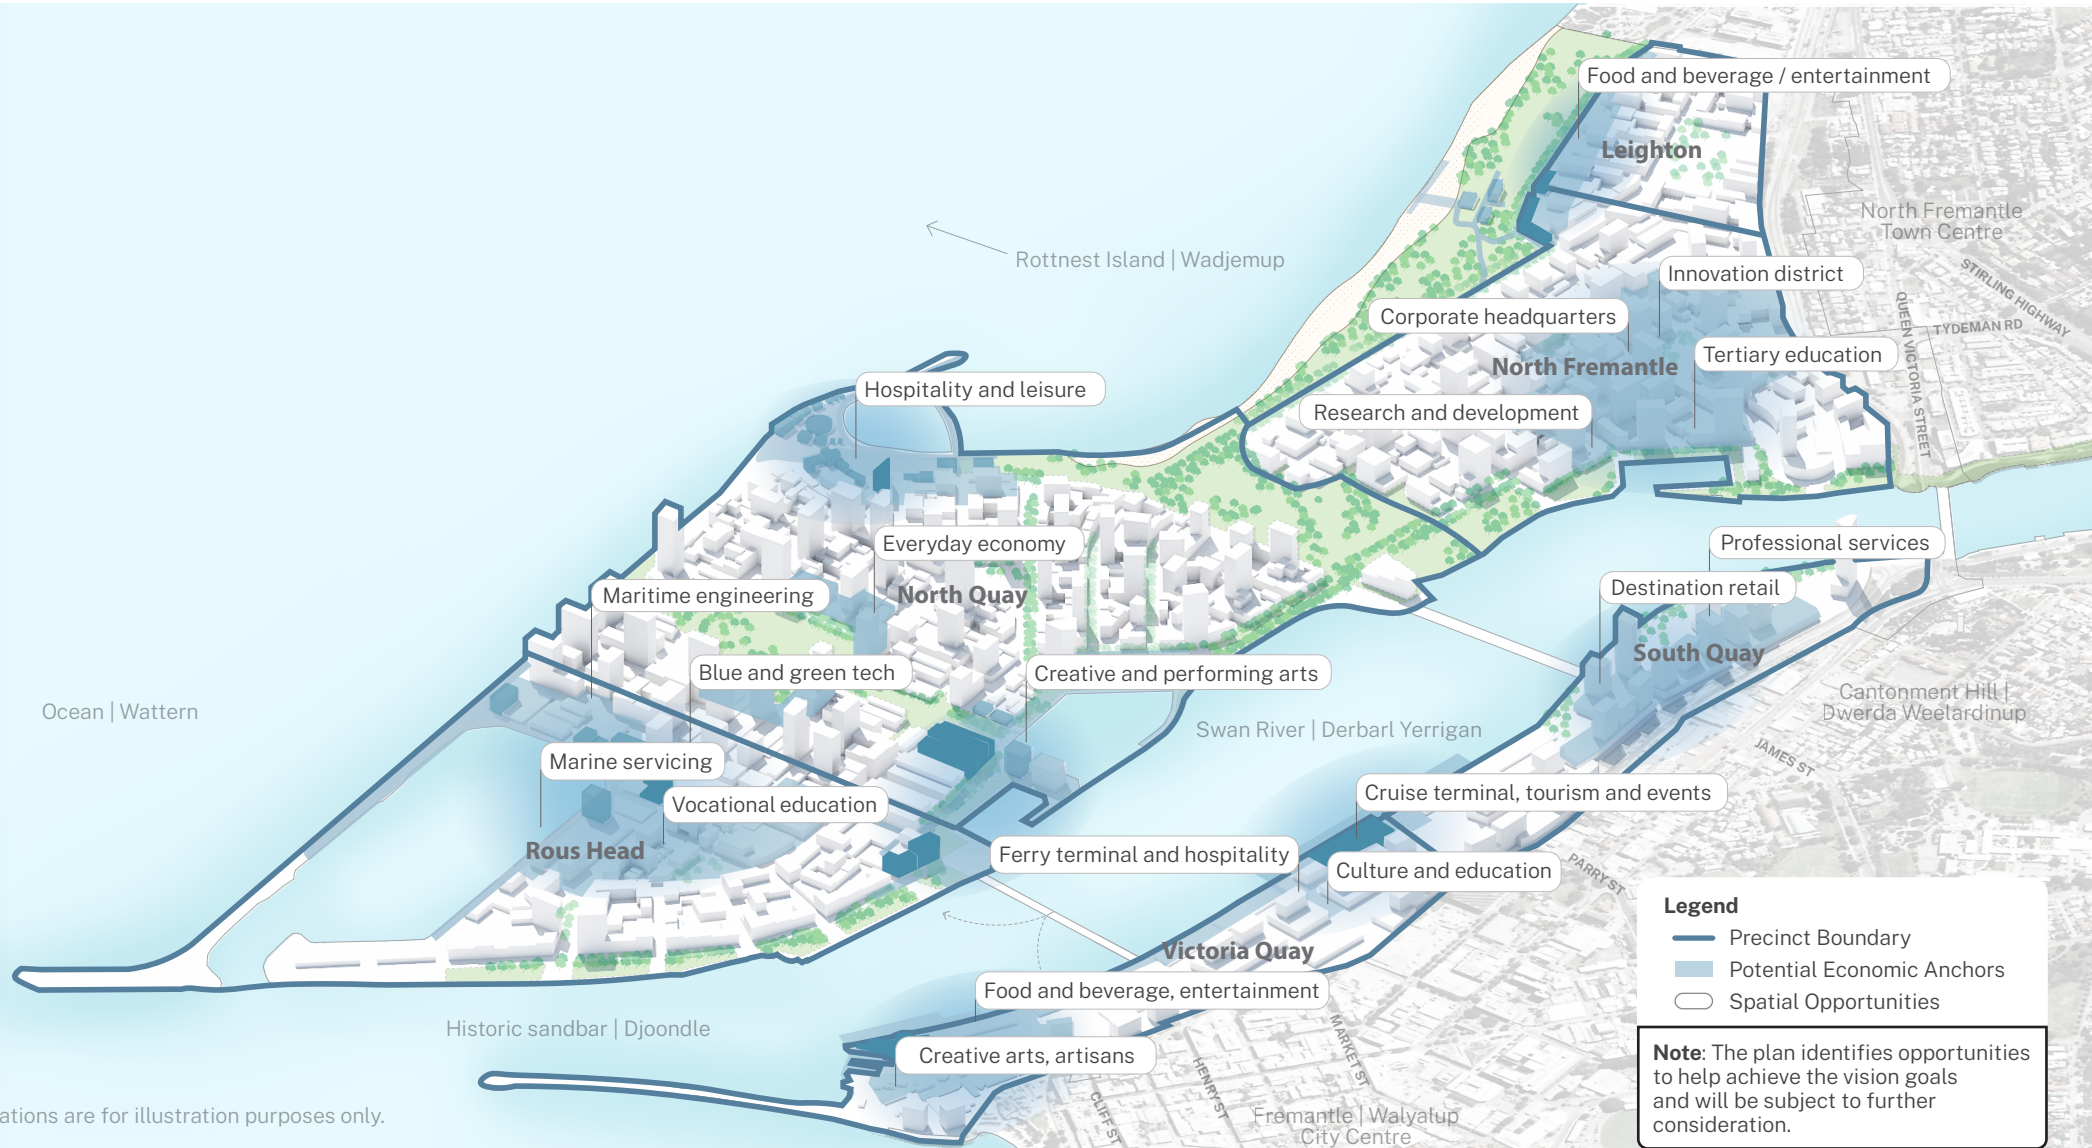 Food and beverage / entertainment
Leighton
North Fremantle
Town Centre
STIRLING HIGHWAY
Rottnest Island | Wadjemup
Innovation district
QUEEN VICTORIA STREET
TYDEMAN RD
Corporate headquarters
Tertiary education
North Fremantle
Hospitality and leisure
Research and development
Everyday economy
Professional services
Destination retail
Maritime engineering
North Quay
South Quay
Blue and green tech
Creative and performing arts
Cantonment Hill |
Dwerda Weelardinup
Ocean | Wattern
Swan River | Derbarl Yerrigan
JAMES ST
Marine servicing
Cruise terminal, tourism and events
Vocational education
Rous Head
Ferry terminal and hospitality
Culture and education
PARRY ST
Victoria Quay
Food and beverage, entertainment
Historic sandbar | Djoondle
Creative arts, artisans
MARKET ST
HENRY ST
CLIFF ST
Fremantle | Walyalup
City Centre
Legend
Precinct Boundary
Potential Economic Anchors
Spatial Opportunities
Note: The plan identifies opportunities
to help achieve the vision goals
and will be subject to further
consideration.
ations are for illustration purposes only.